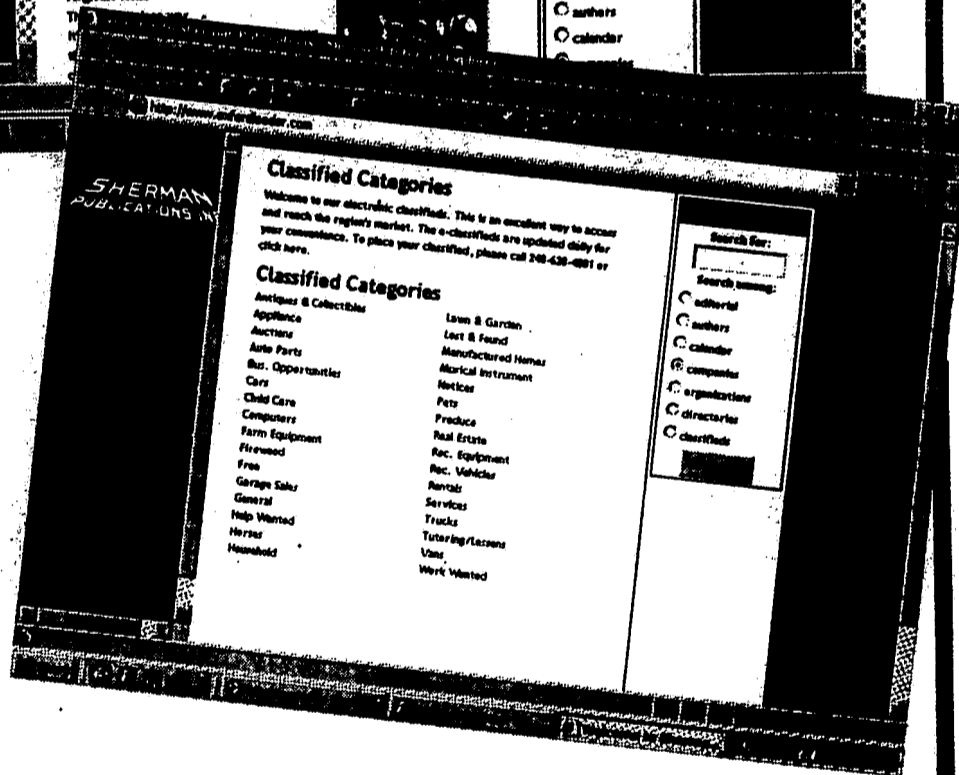 authors
calendar
SHERMAN
PUBLICATIONS IN
Classified Categories
Welcome to our electronic classifieds. This is an excellent way to access
and reach the region's market. The e-classifieds are updated daily for
your convenience. To place your classified, please call 248-628-4801 or
click here.
Classified Categories
Antiques & Collectibles
Appliance
Auctions
Auto Parts
Bus. Opportunities
Cars
Child Care
Computers
Farm Equipment
Firewood
Free
Garage Sales
General
Help Wanted
Horses
Household
Lawn & Garden
Lost & Found
Manufactured Homes
Musical Instrument
Notices
Pets
Produce
Real Estate
Rec. Equipment
Rec. Vehicles
Rentals
Services
Trucks
Tutoring/Lessons
Vans
Work Wanted
Search for:
Search among:
editorial
authors
calendar
companies
organizations
directories
classifieds